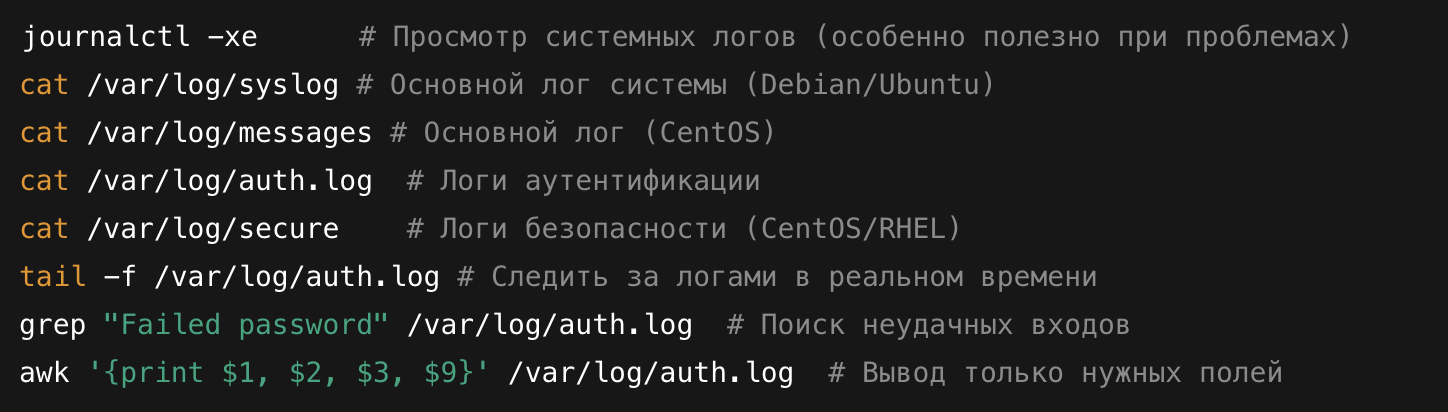 journalctl -xe      # Просмотр системных логов (особенно полезно при проблемах)
cat /var/log/syslog # Основной лог системы (Debian/Ubuntu)
cat /var/log/messages # Основной лог (CentOS)
cat /var/log/auth.log  # Логи аутентификации
cat /var/log/secure    # Логи безопасности (CentOS/RHEL)
tail -f /var/log/auth.log # Следить за логами в реальном времени
grep "Failed password" /var/log/auth.log  # Поиск неудачных входов
awk '{print $1, $2, $3, $9}' /var/log/auth.log  # Вывод только нужных полей